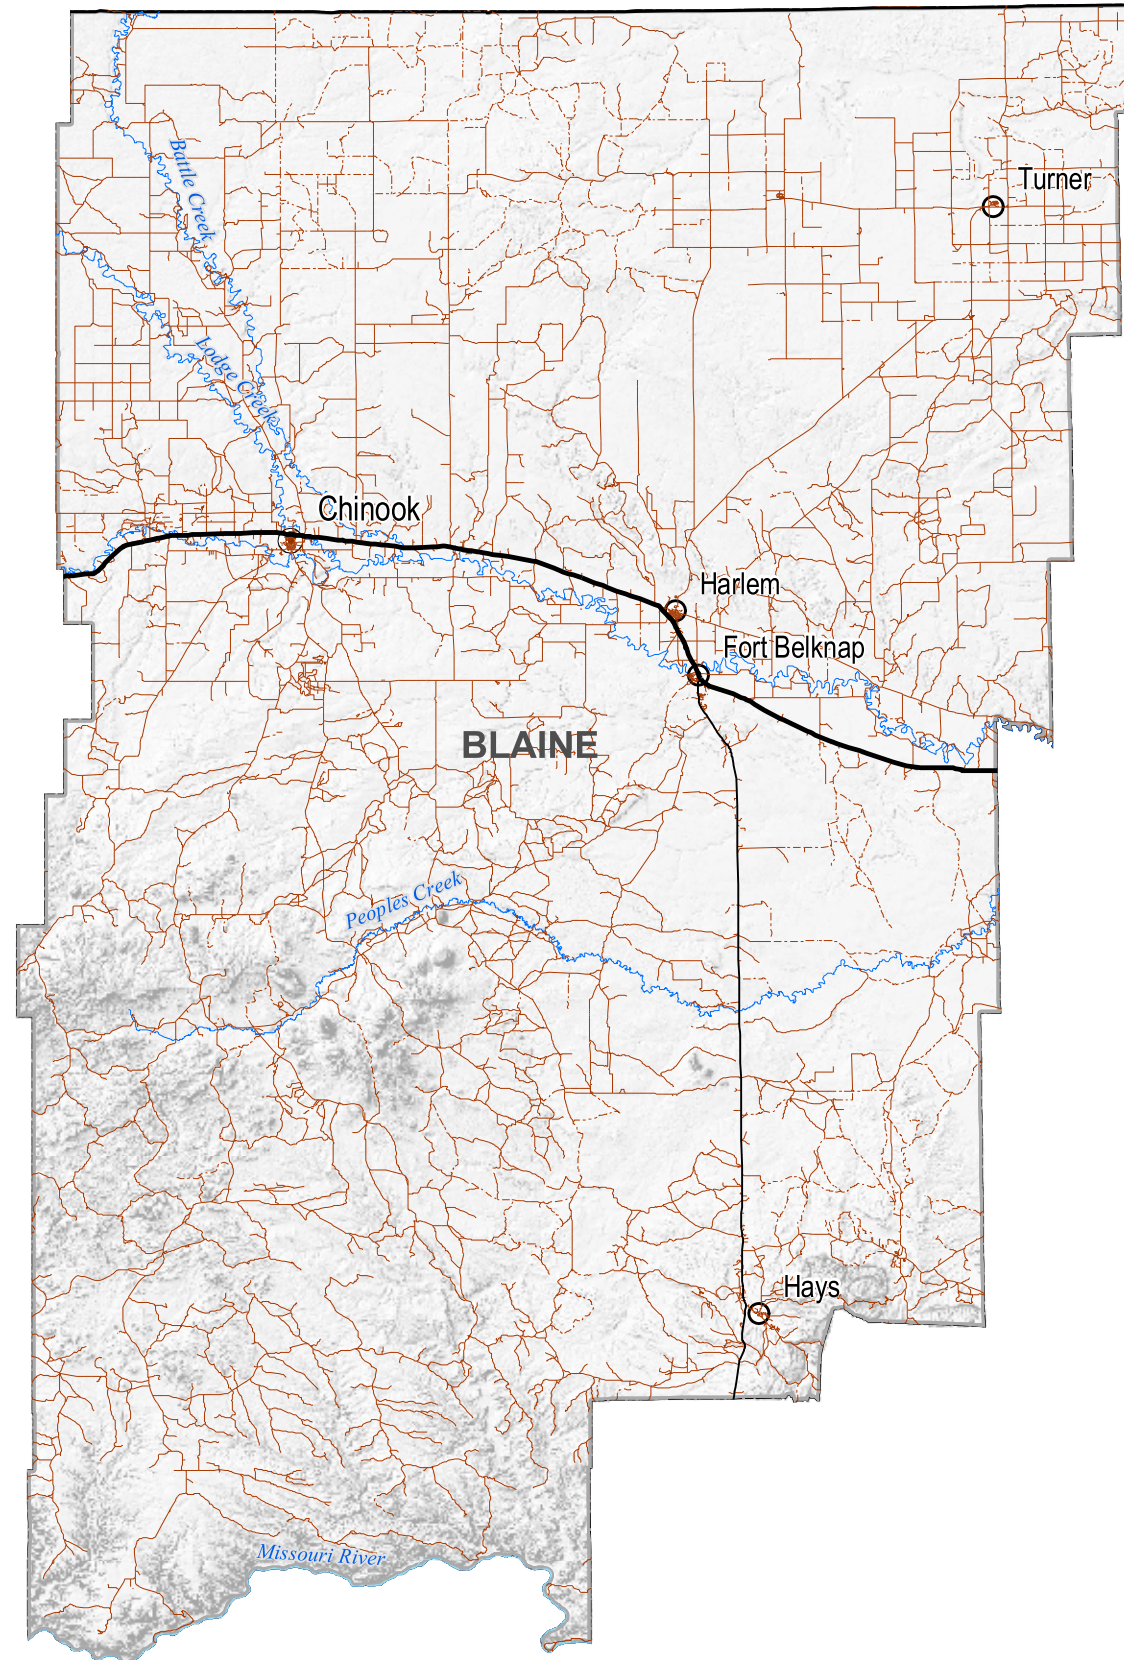 Battle Creek
Turner
Lodge Creek
Chinook
Harlem
Fort Belknap
BLAINE
Peoples Creek
Hays
Missouri River